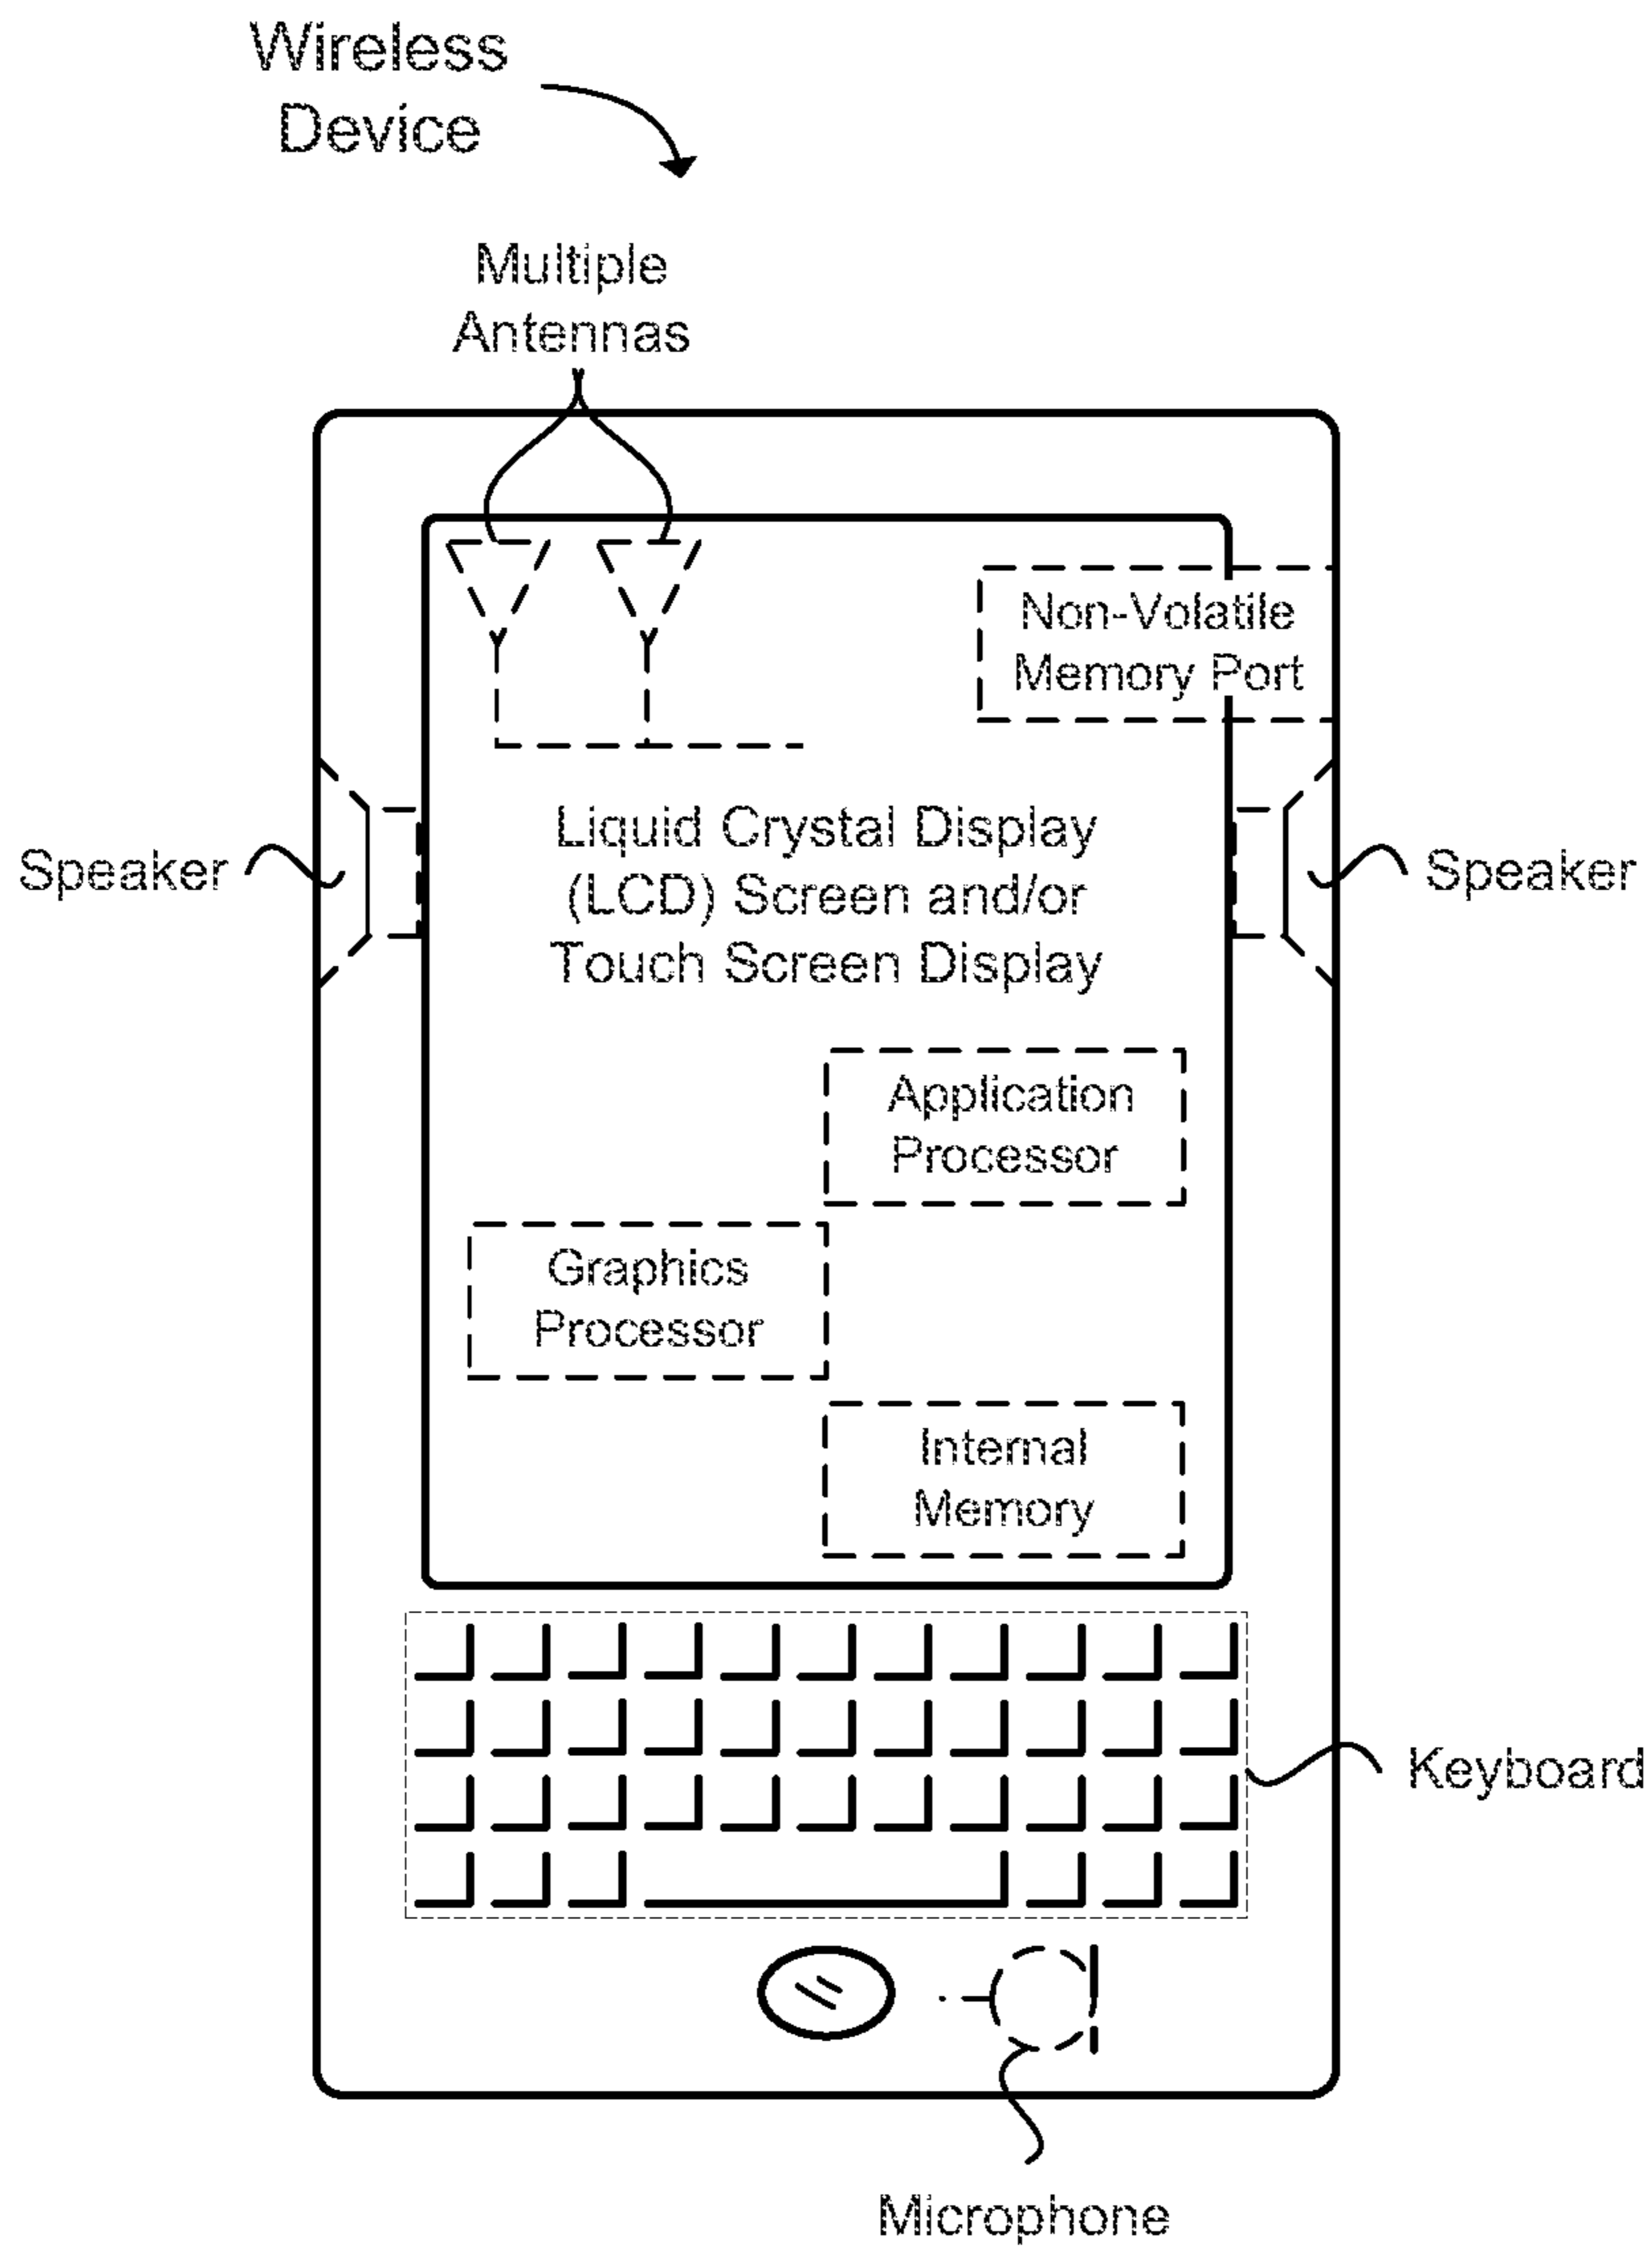 Wireless
Device
Multiple
Antennas
Non-Volatile
Memory Port
Liquid Crystal Display
(LCD) Screen and/or
Touch Screen Display
Speaker
Speaker
Application
Processor
Graphics
Processor
Internal
Memory
Keyboard
Microphone